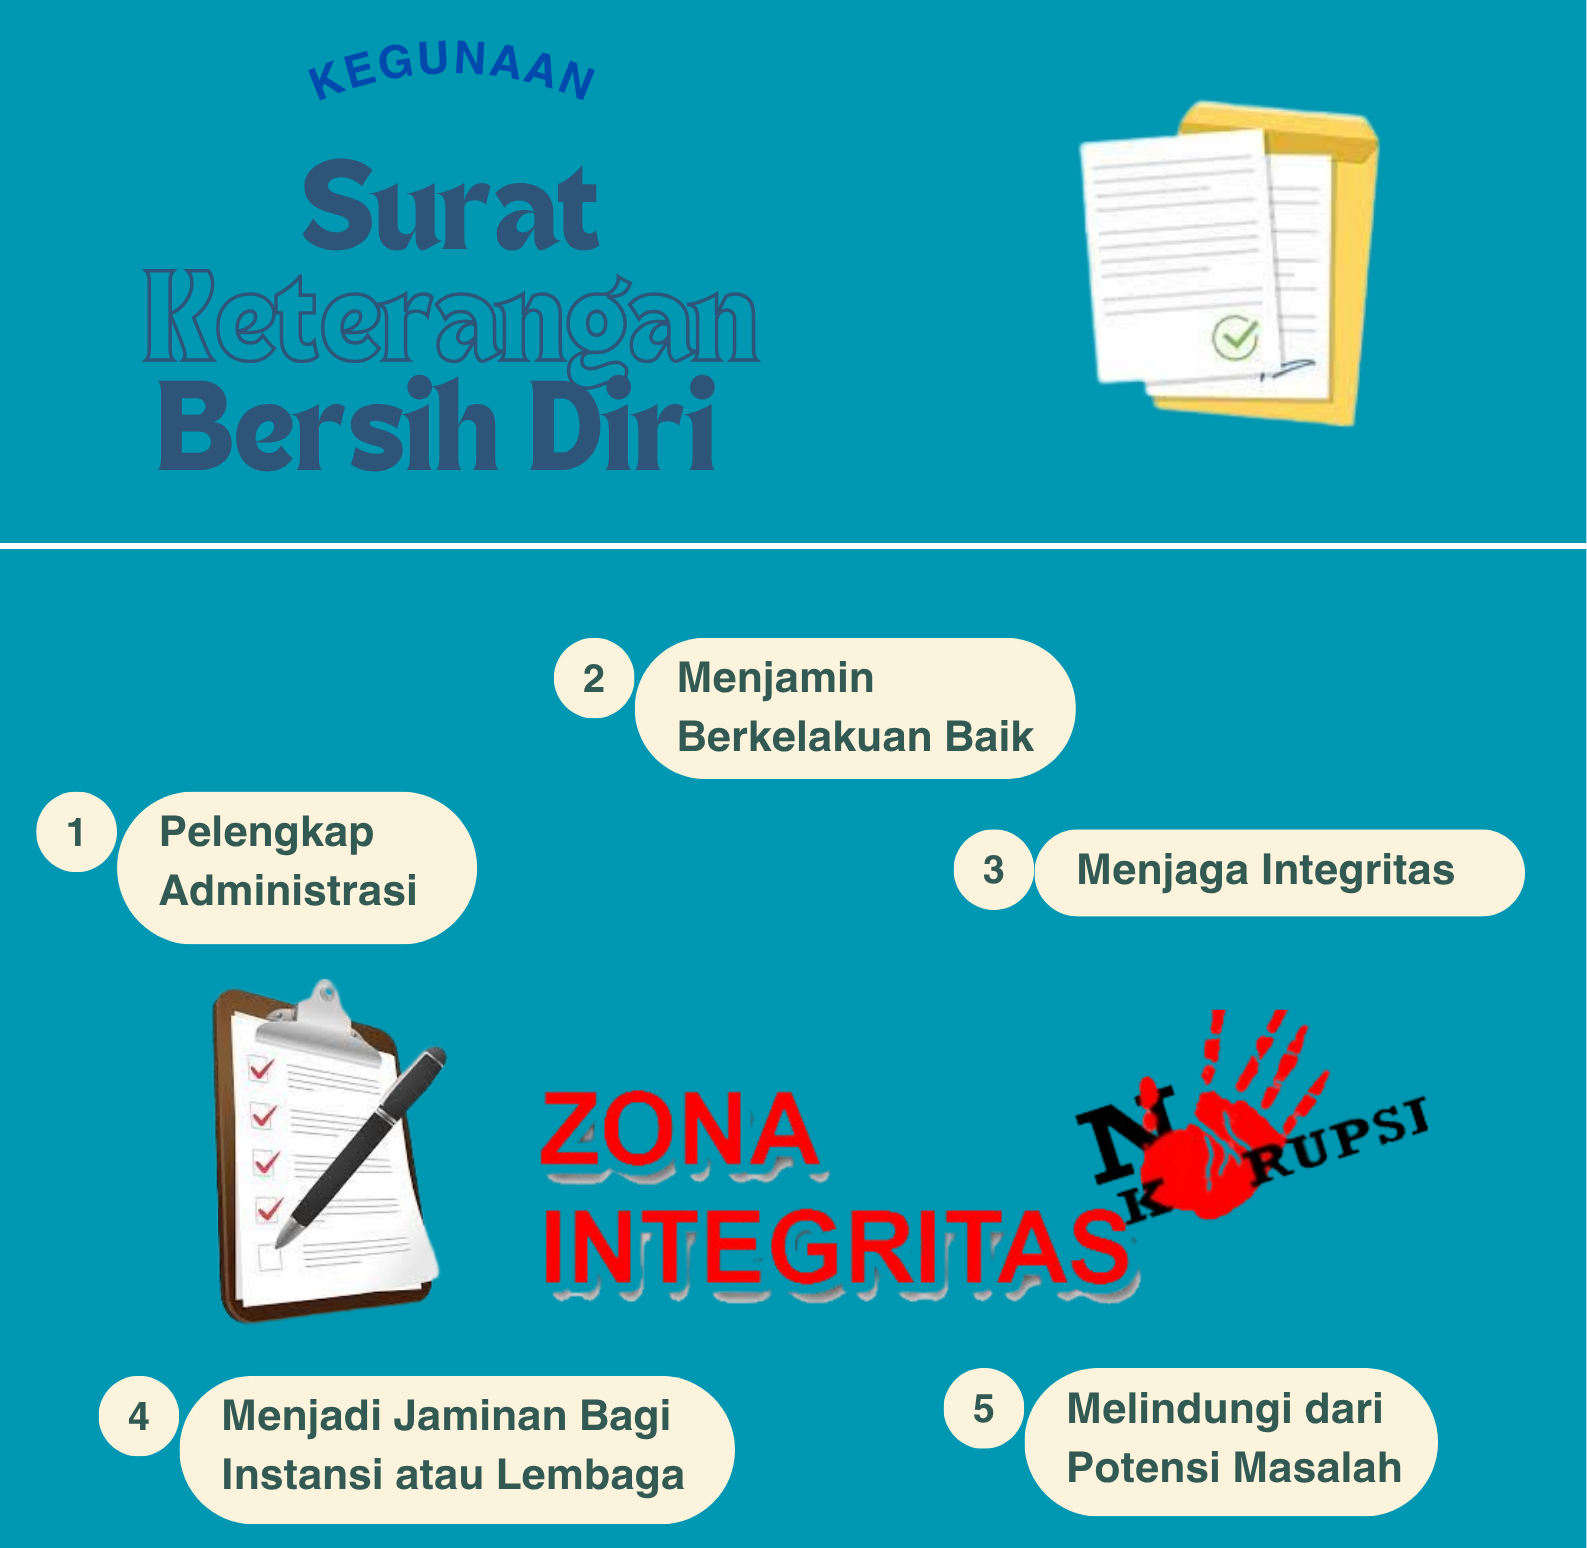 KEGUNAAN
Surat
Keterangan
Bersih Diri
2
Menjamin
Berkelakuan Baik
1
Pelengkap
Administrasi
3
Menjaga Integritas
ZONA
INTEGRITAS
N
K RUPSI
4
Menjadi Jaminan Bagi
Instansi atau Lembaga
5
Melindungi dari
Potensi Masalah